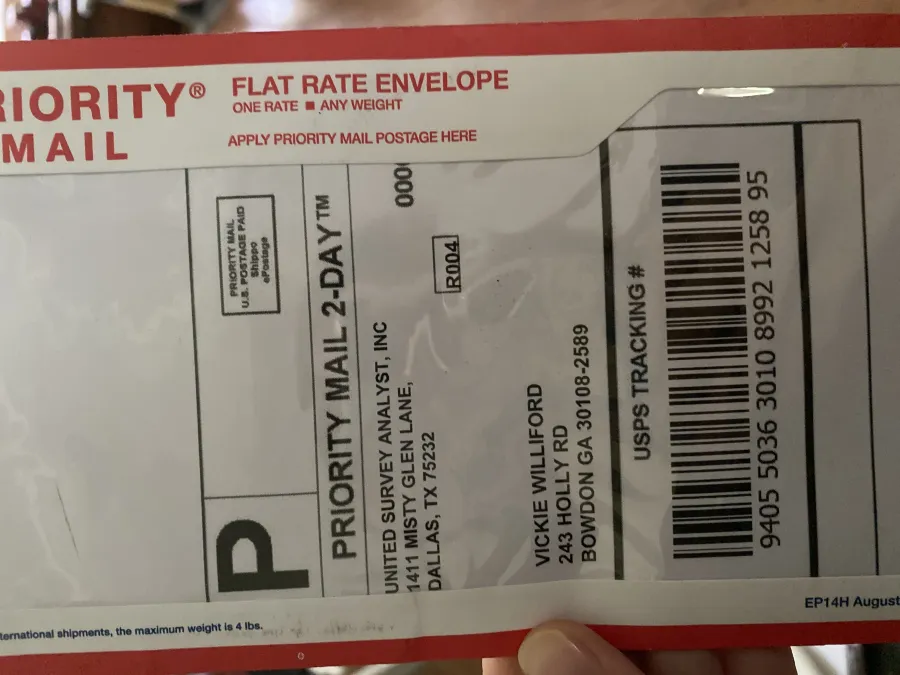 PRIORITY®
MAIL
FLAT RATE ENVELOPE
ONE RATE ■ ANY WEIGHT
APPLY PRIORITY MAIL POSTAGE HERE
P
PRIORITY MAIL
U.S. POSTAGE PAID
Shippo
ePostage
PRIORITY MAIL 2-DAY™
UNITED SURVEY ANALYST, INC
1411 MISTY GLEN LANE,
DALLAS, TX 75232
000
R004
VICKIE WILLIFORD
243 HOLLY RD
BOWDON GA 30108-2589
USPS TRACKING #
9405 5036 3010 8992 1258 95
ternational shipments, the maximum weight is 4 lbs.
EP14H August